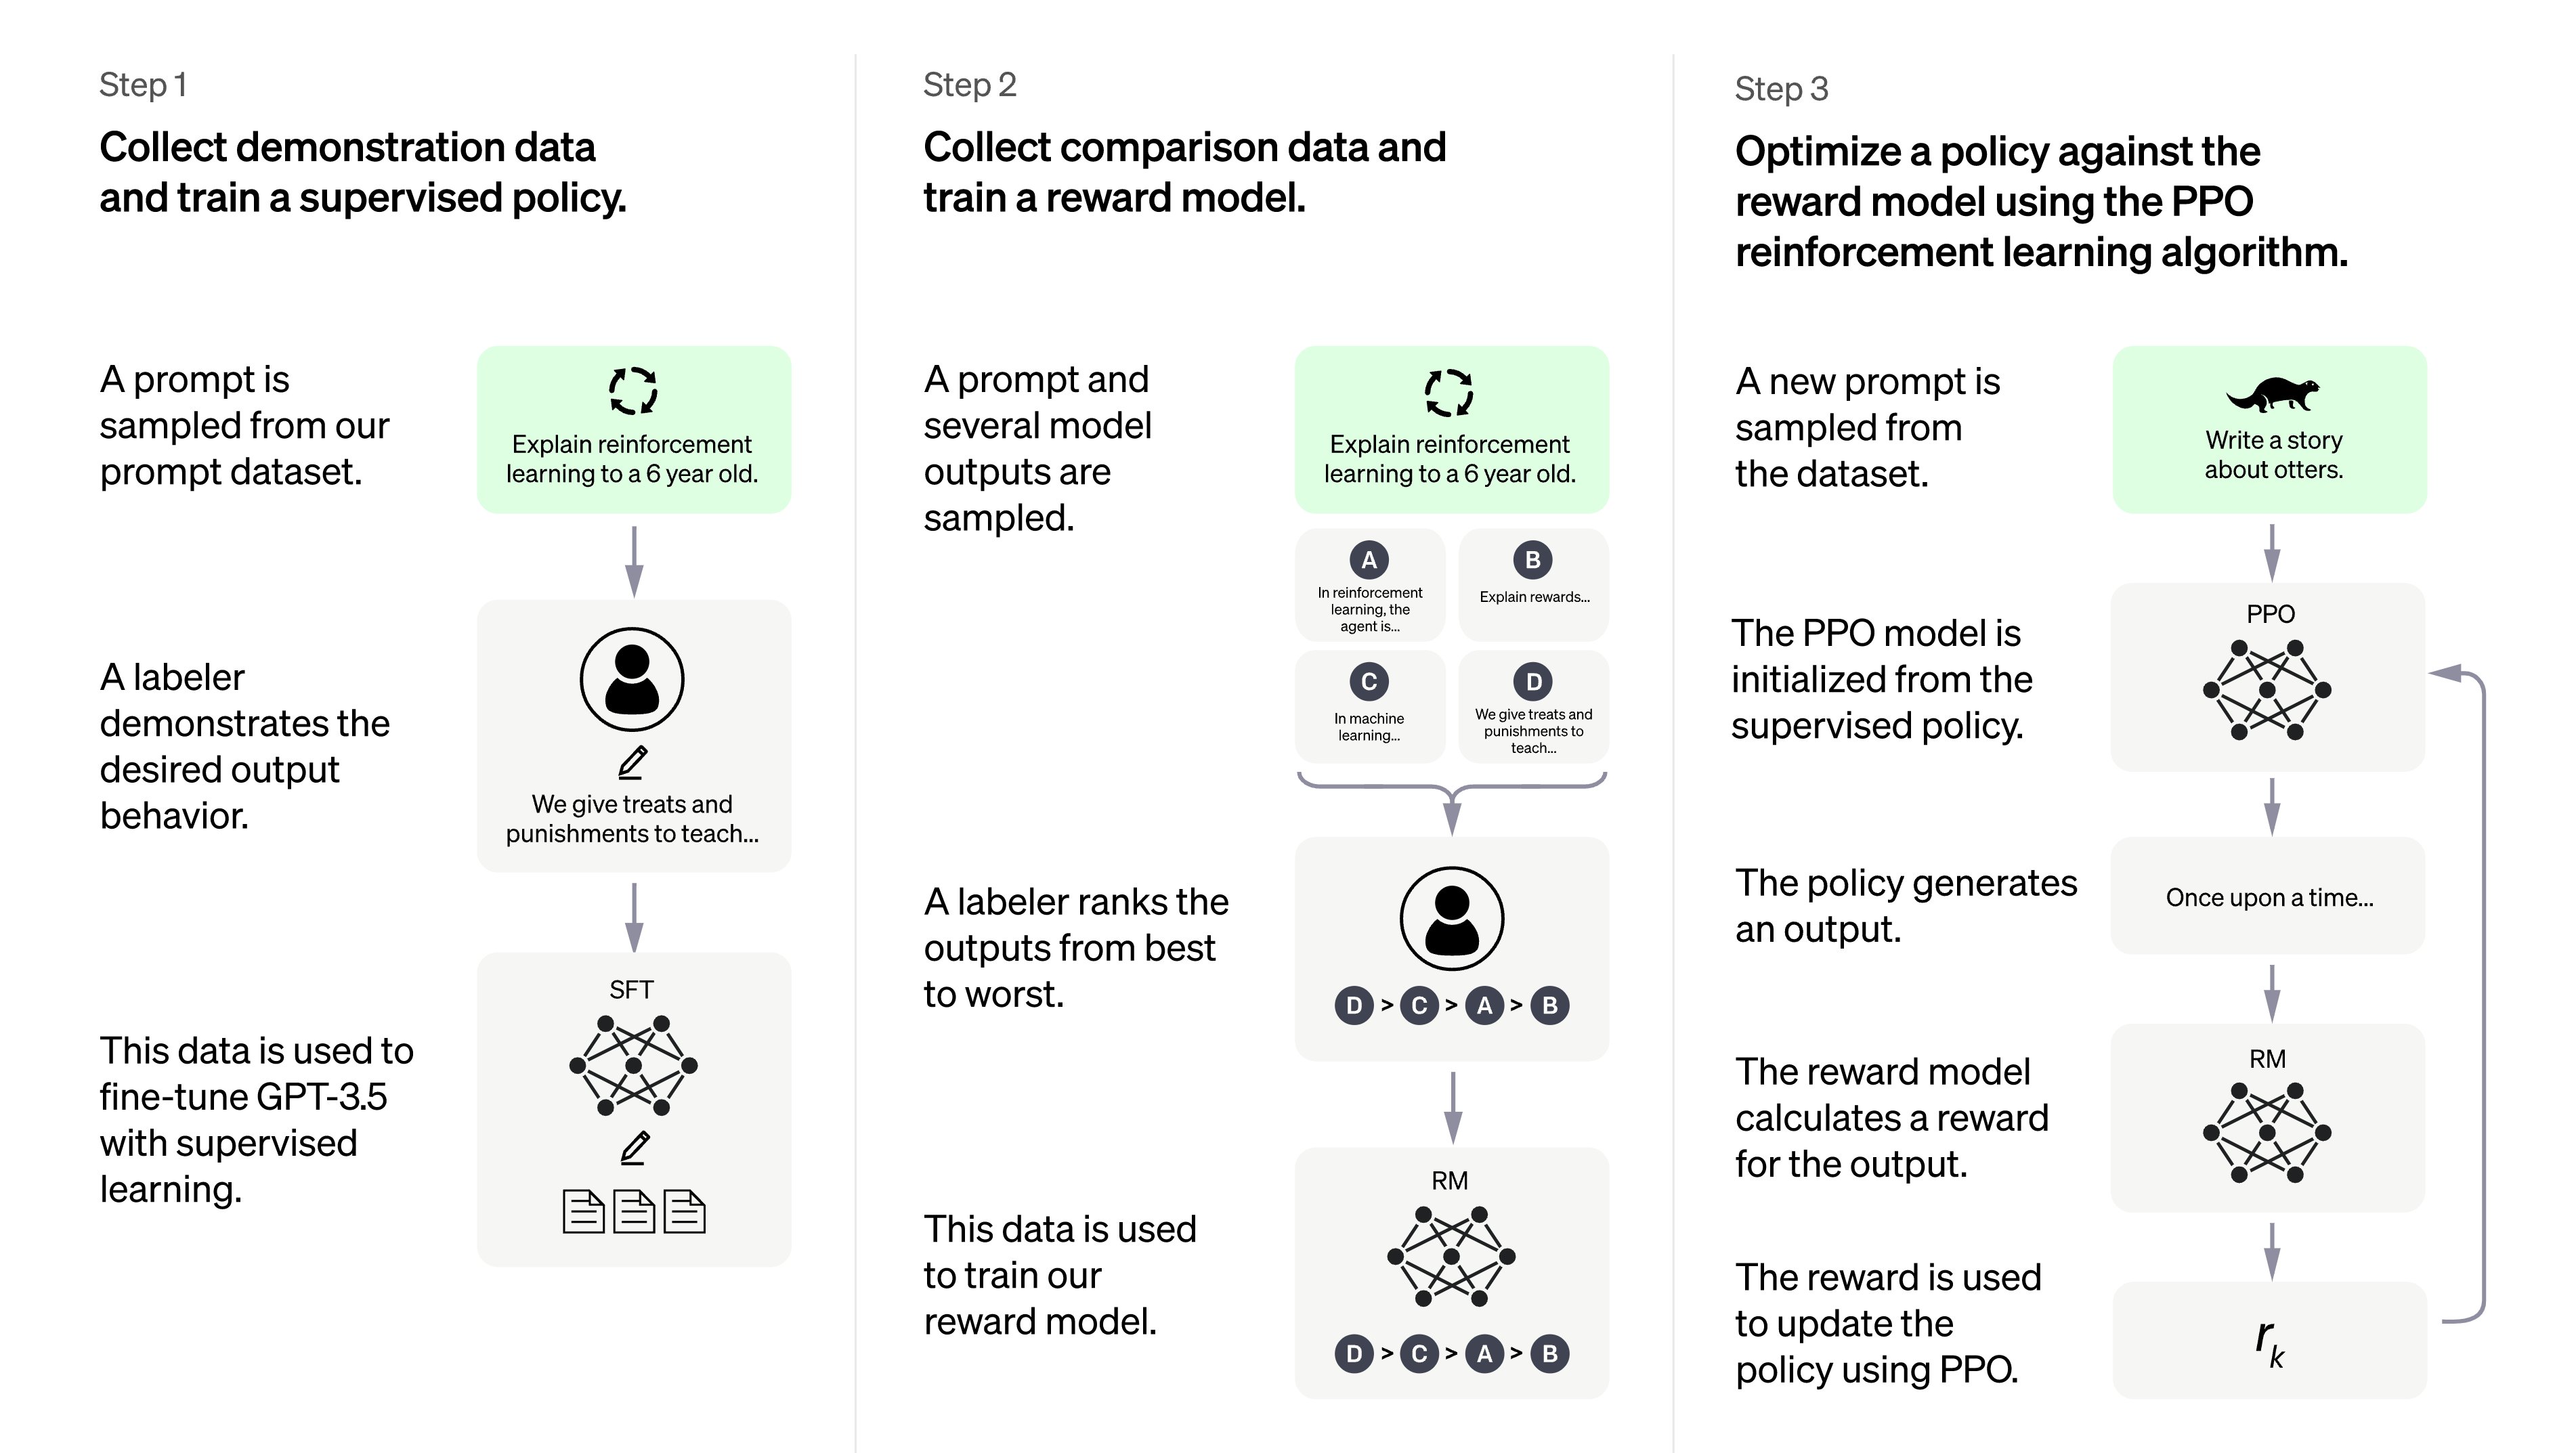 Step 1
Collect demonstration data
and train a supervised policy.
A prompt is
sampled from our
prompt dataset.
Explain reinforcement
learning to a 6 year old.
A labeler
demonstrates the
desired output
behavior.
We give treats and
punishments to teach...
This data is used to
fine-tune GPT-3.5
with supervised
learning.
SFT
Step 2
Collect comparison data and
train a reward model.
A prompt and
several model
outputs are
sampled.
Explain reinforcement
learning to a 6 year old.
A
In reinforcement
learning, the
agent is...
B
Explain rewards...
C
In machine
learning...
D
We give treats and
punishments to
teach...
A labeler ranks the
outputs from best
to worst.
D > C > A > B
This data is used
to train our
reward model.
RM
D > C > A > B
Step 3
Optimize a policy against the
reward model using the PPO
reinforcement learning algorithm.
A new prompt is
sampled from
the dataset.
Write a story
about otters.
The PPO model is
initialized from the
supervised policy.
PPO
The policy generates
an output.
Once upon a time...
The reward model
calculates a reward
for the output.
RM
The reward is used
to update the
policy using PPO.
r_k